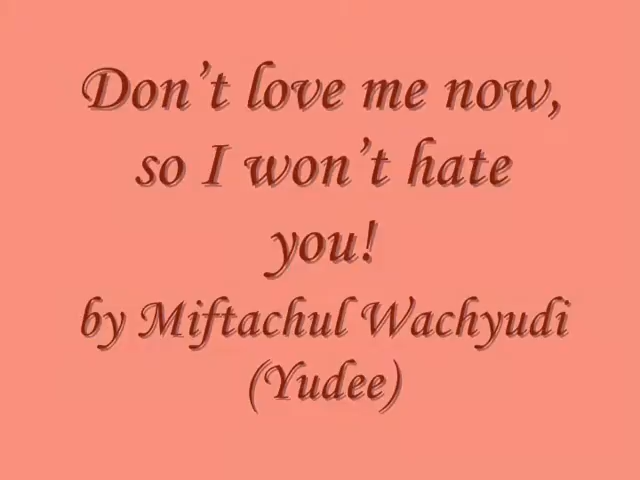 Don’t love me now,
so I won’t hate
you!
by Miftachul Wachyudi
(Yudee)